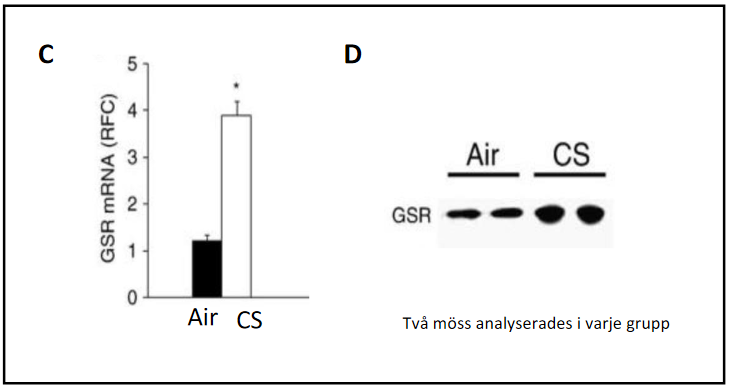 C
5
4
3
2
1
0
GSR mRNA (RFC)
*
Air CS
D
Air CS
GSR
Två möss analyserades i varje grupp